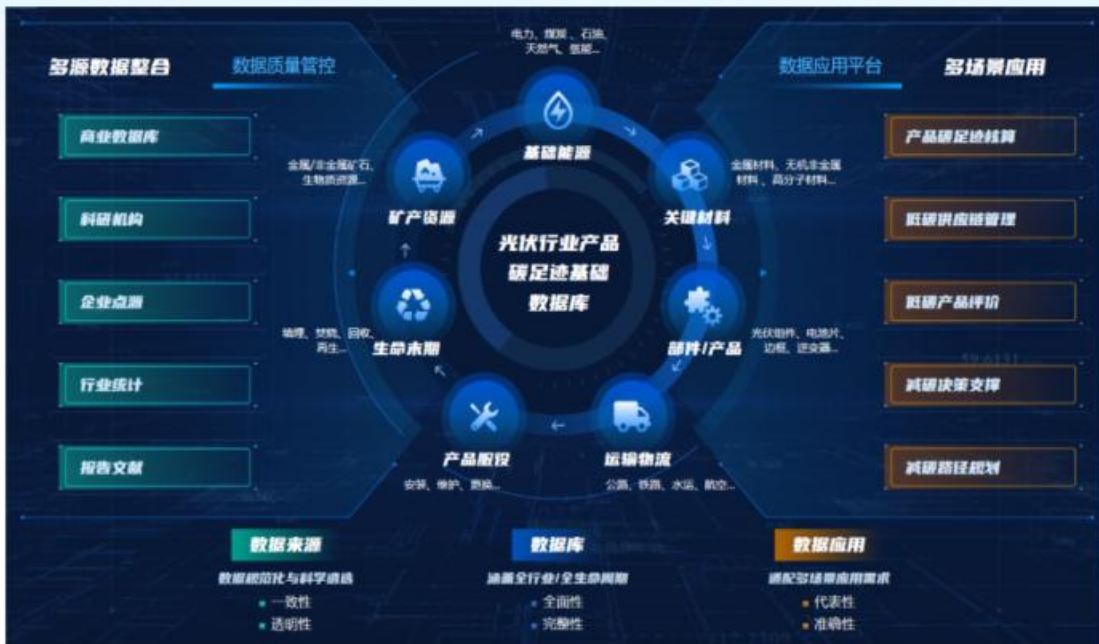 多源数据整合
数据质量管控
商业数据库
科研机构
企业点源
行业统计
报告文献
电力、煤炭、石油、
天然气、氢能...
基础能源
金属/非金属矿石、
生物质资源...
矿产资源
金属材料、无机非金属
材料、高分子材料...
关键材料
光伏行业产品
碳足迹基础
数据库
填埋、焚烧、回收、
再生...
生命末期
光伏组件、电池片、
边框、逆变器...
部件/产品
产品服役
安装、维护、更换...
运输物流
公路、铁路、水运、航空...
数据应用平台
多场景应用
产品碳足迹核算
低碳供应链管理
低碳产品评价
减碳决策支撑
减碳路径规划
数据来源
数据规范化与科学遴选
一致性
透明性
数据库
涵盖全行业/全生命周期
全面性
完整性
数据应用
适配多场景应用需求
代表性
准确性